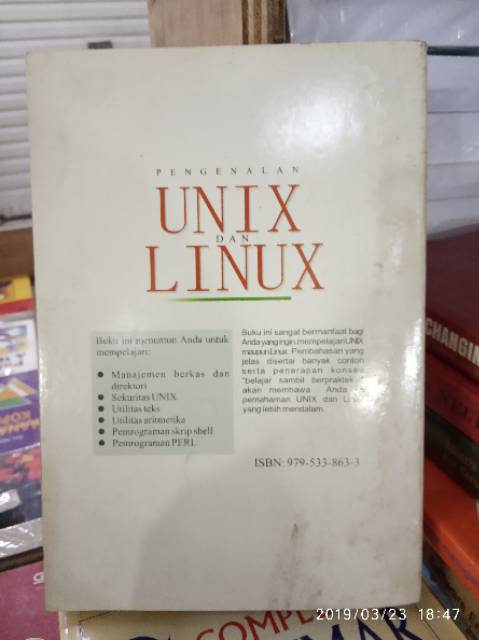 PENGENALAN
UNIX
DAN
LINUX
Buku ini menuntun Anda untuk
mempelajari:
● Manajemen berkas dan
direktori
● Sekuritas UNIX
● Utilitas teks
● Utilitas aritmetika
● Pemrograman skrip shell
● Pemrograman PERL
Buku ini sangat bermanfaat bagi
Anda yang ingin mempelajari UNIX
maupun Linux. Pembahasan yang
jelas disertai banyak contoh
serta penerapan konsep
"belajar sambil berpraktek"
akan membawa Anda
pemahaman UNIX dan Linux
yang lebih mendalam.
ISBN: 979-533-863-3
CHANGING
COMPL
2019/03/23 18:47